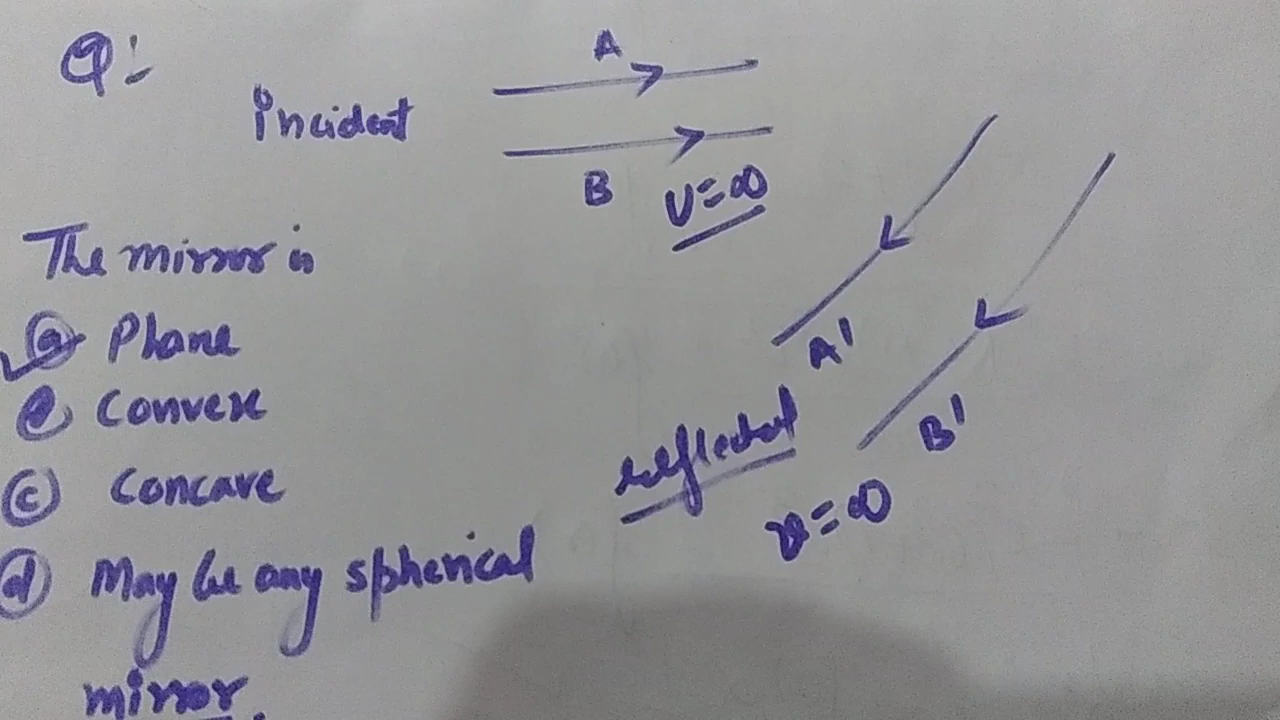 Q:-
A
incident
B
u=∞
The mirror is
(a) Plane
A'
(b) Convex
B'
reflected
(c) Concave
v=∞
(d) May be any spherical
mirror.